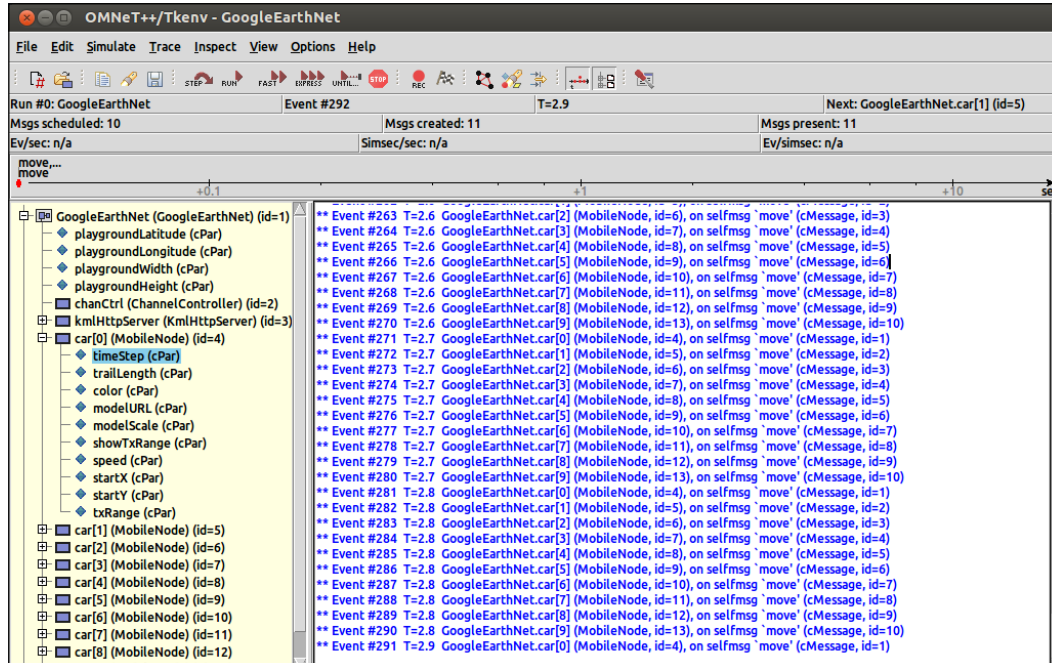 OMNeT++/Tkenv - GoogleEarthNet
File Edit Simulate Trace Inspect View Options Help
STEP RUN FAST EXPRESS UNTIL... STOP REC
Run #0: GoogleEarthNet Event #292 T=2.9 Next: GoogleEarthNet.car[1] (id=5)
Msgs scheduled: 10 Msgs created: 11 Msgs present: 11
Ev/sec: n/a Simsec/sec: n/a Ev/simsec: n/a
move,...
move
+0.1 +1 +10 se
GoogleEarthNet (GoogleEarthNet) (id=1)
playgroundLatitude (cPar)
playgroundLongitude (cPar)
playgroundWidth (cPar)
playgroundHeight (cPar)
chanCtrl (ChannelController) (id=2)
kmlHttpServer (KmlHttpServer) (id=3)
car[0] (MobileNode) (id=4)
timeStep (cPar)
trailLength (cPar)
color (cPar)
modelURL (cPar)
modelScale (cPar)
showTxRange (cPar)
speed (cPar)
startX (cPar)
startY (cPar)
txRange (cPar)
car[1] (MobileNode) (id=5)
car[2] (MobileNode) (id=6)
car[3] (MobileNode) (id=7)
car[4] (MobileNode) (id=8)
car[5] (MobileNode) (id=9)
car[6] (MobileNode) (id=10)
car[7] (MobileNode) (id=11)
car[8] (MobileNode) (id=12)
** Event #263 T=2.6 GoogleEarthNet.car[2] (MobileNode, id=6), on selfmsg `move' (cMessage, id=3)
** Event #264 T=2.6 GoogleEarthNet.car[3] (MobileNode, id=7), on selfmsg `move' (cMessage, id=4)
** Event #265 T=2.6 GoogleEarthNet.car[4] (MobileNode, id=8), on selfmsg `move' (cMessage, id=5)
** Event #266 T=2.6 GoogleEarthNet.car[5] (MobileNode, id=9), on selfmsg `move' (cMessage, id=6)
** Event #267 T=2.6 GoogleEarthNet.car[6] (MobileNode, id=10), on selfmsg `move' (cMessage, id=7)
** Event #268 T=2.6 GoogleEarthNet.car[7] (MobileNode, id=11), on selfmsg `move' (cMessage, id=8)
** Event #269 T=2.6 GoogleEarthNet.car[8] (MobileNode, id=12), on selfmsg `move' (cMessage, id=9)
** Event #270 T=2.6 GoogleEarthNet.car[9] (MobileNode, id=13), on selfmsg `move' (cMessage, id=10)
** Event #271 T=2.7 GoogleEarthNet.car[0] (MobileNode, id=4), on selfmsg `move' (cMessage, id=1)
** Event #272 T=2.7 GoogleEarthNet.car[1] (MobileNode, id=5), on selfmsg `move' (cMessage, id=2)
** Event #273 T=2.7 GoogleEarthNet.car[2] (MobileNode, id=6), on selfmsg `move' (cMessage, id=3)
** Event #274 T=2.7 GoogleEarthNet.car[3] (MobileNode, id=7), on selfmsg `move' (cMessage, id=4)
** Event #275 T=2.7 GoogleEarthNet.car[4] (MobileNode, id=8), on selfmsg `move' (cMessage, id=5)
** Event #276 T=2.7 GoogleEarthNet.car[5] (MobileNode, id=9), on selfmsg `move' (cMessage, id=6)
** Event #277 T=2.7 GoogleEarthNet.car[6] (MobileNode, id=10), on selfmsg `move' (cMessage, id=7)
** Event #278 T=2.7 GoogleEarthNet.car[7] (MobileNode, id=11), on selfmsg `move' (cMessage, id=8)
** Event #279 T=2.7 GoogleEarthNet.car[8] (MobileNode, id=12), on selfmsg `move' (cMessage, id=9)
** Event #280 T=2.7 GoogleEarthNet.car[9] (MobileNode, id=13), on selfmsg `move' (cMessage, id=10)
** Event #281 T=2.8 GoogleEarthNet.car[0] (MobileNode, id=4), on selfmsg `move' (cMessage, id=1)
** Event #282 T=2.8 GoogleEarthNet.car[1] (MobileNode, id=5), on selfmsg `move' (cMessage, id=2)
** Event #283 T=2.8 GoogleEarthNet.car[2] (MobileNode, id=6), on selfmsg `move' (cMessage, id=3)
** Event #284 T=2.8 GoogleEarthNet.car[3] (MobileNode, id=7), on selfmsg `move' (cMessage, id=4)
** Event #285 T=2.8 GoogleEarthNet.car[4] (MobileNode, id=8), on selfmsg `move' (cMessage, id=5)
** Event #286 T=2.8 GoogleEarthNet.car[5] (MobileNode, id=9), on selfmsg `move' (cMessage, id=6)
** Event #287 T=2.8 GoogleEarthNet.car[6] (MobileNode, id=10), on selfmsg `move' (cMessage, id=7)
** Event #288 T=2.8 GoogleEarthNet.car[7] (MobileNode, id=11), on selfmsg `move' (cMessage, id=8)
** Event #289 T=2.8 GoogleEarthNet.car[8] (MobileNode, id=12), on selfmsg `move' (cMessage, id=9)
** Event #290 T=2.8 GoogleEarthNet.car[9] (MobileNode, id=13), on selfmsg `move' (cMessage, id=10)
** Event #291 T=2.9 GoogleEarthNet.car[0] (MobileNode, id=4), on selfmsg `move' (cMessage, id=1)